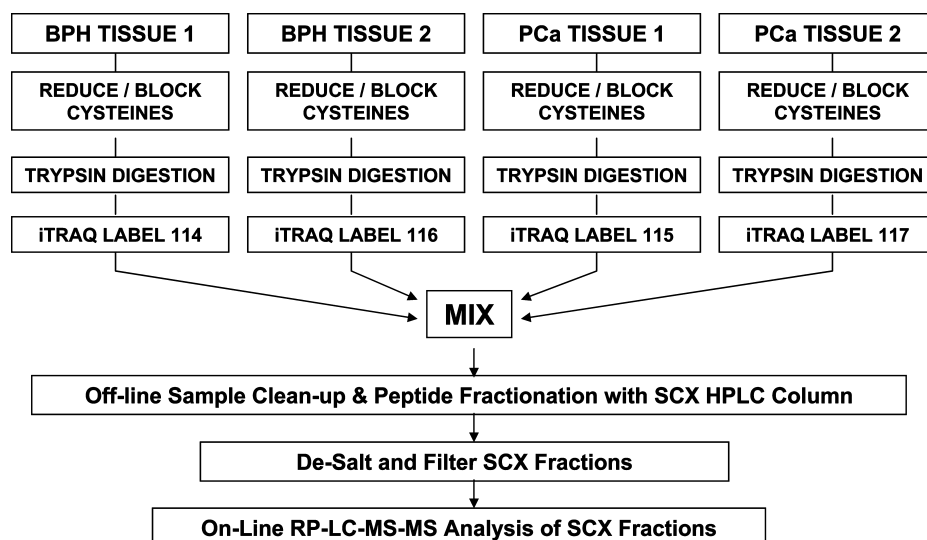 BPH TISSUE 1
BPH TISSUE 2
PCa TISSUE 1
PCa TISSUE 2
REDUCE / BLOCK
CYSTEINES
REDUCE / BLOCK
CYSTEINES
REDUCE / BLOCK
CYSTEINES
REDUCE / BLOCK
CYSTEINES
TRYPSIN DIGESTION
TRYPSIN DIGESTION
TRYPSIN DIGESTION
TRYPSIN DIGESTION
iTRAQ LABEL 114
iTRAQ LABEL 116
iTRAQ LABEL 115
iTRAQ LABEL 117
MIX
Off-line Sample Clean-up & Peptide Fractionation with SCX HPLC Column
De-Salt and Filter SCX Fractions
On-Line RP-LC-MS-MS Analysis of SCX Fractions